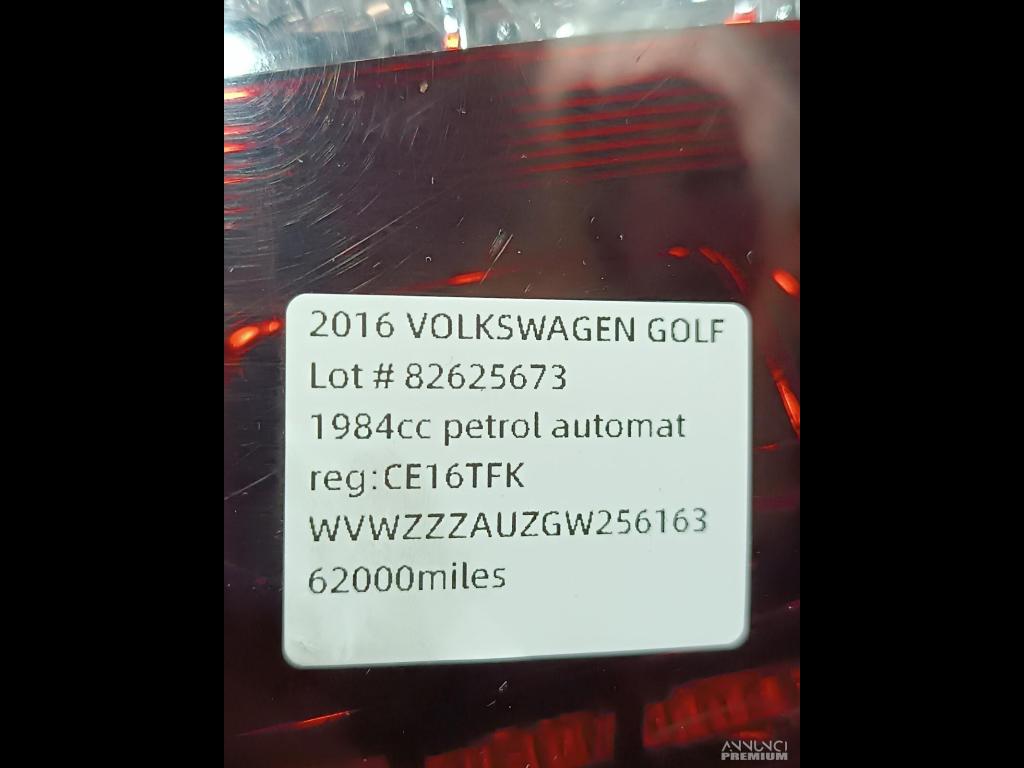 2016 VOLKSWAGEN GOLF
Lot # 82625673
1984cc petrol automat
reg:CE16TFK
WVWZZZAUZGW256163
62000miles
ANNUNCI
PREMIUM